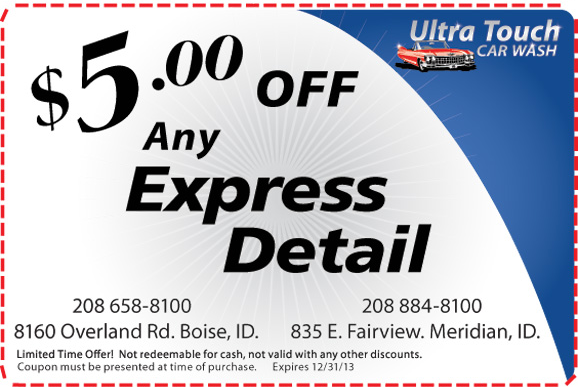 Ultra Touch
CAR WASH
$5.00 OFF
Any
Express
Detail
208 658-8100
8160 Overland Rd. Boise, ID.
208 884-8100
835 E. Fairview. Meridian, ID.
Limited Time Offer!  Not redeemable for cash, not valid with any other discounts.
Coupon must be presented at time of purchase.    Expires 12/31/13